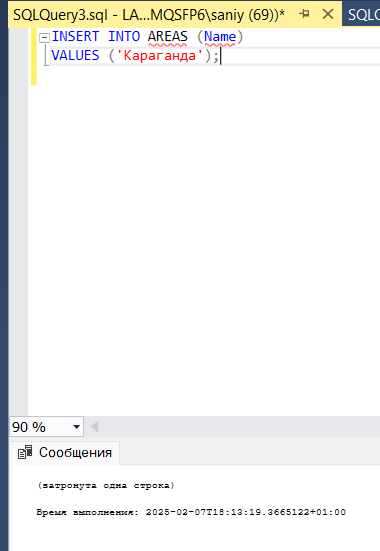 SQLQuery3.sql - LA...MQSFP6\saniy (69))* SQLQ
INSERT INTO AREAS (Name)
VALUES ('Караганда');
90 %
Сообщения
(затронута одна строка)
Время выполнения: 2025-02-07T18:13:19.3665122+01:00